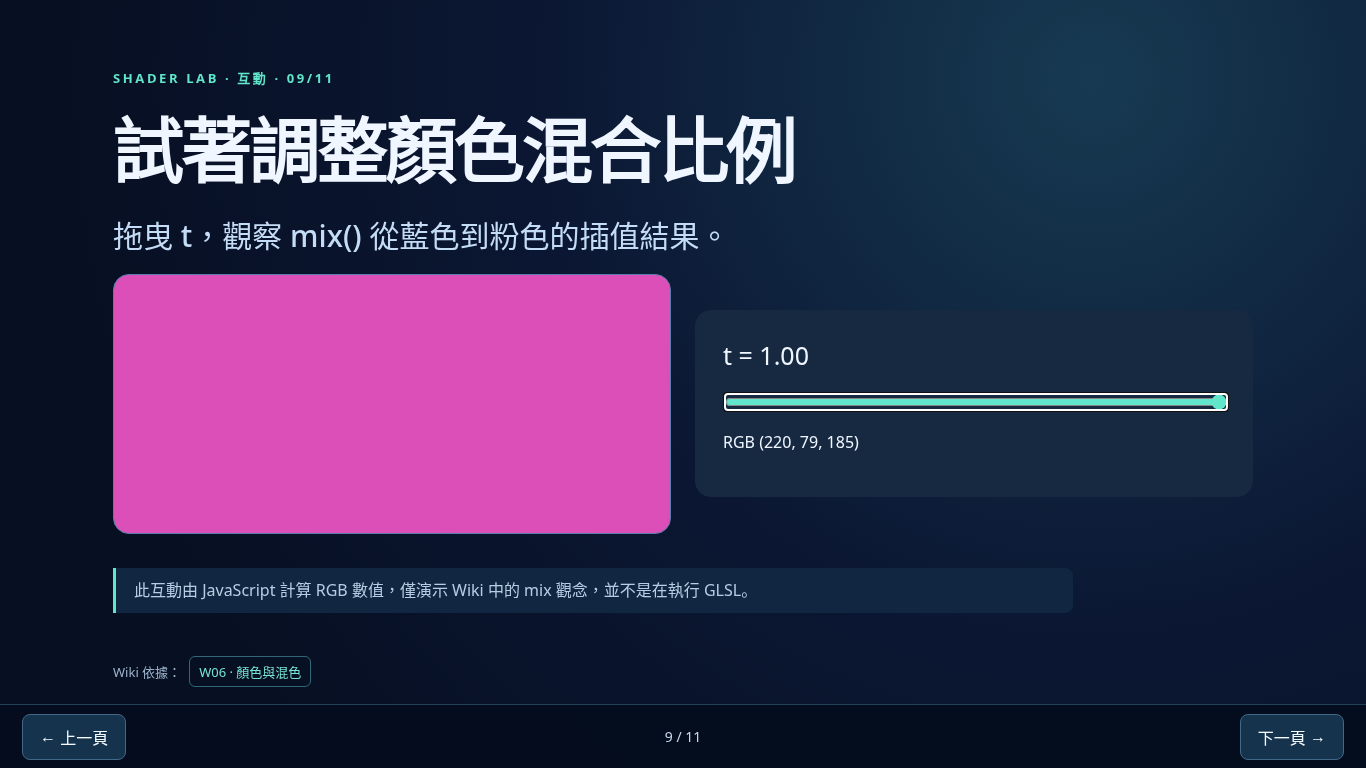 SHADER LAB · 互動 · 09/11
試著調整顏色混合比例
拖曳 t，觀察 mix() 從藍色到粉色的插值結果。
t = 1.00
RGB (220, 79, 185)
此互動由 JavaScript 計算 RGB 數值，僅演示 Wiki 中的 mix 觀念，並不是在執行 GLSL。
Wiki 依據： W06 · 顏色與混色
← 上一頁
9 / 11
下一頁 →